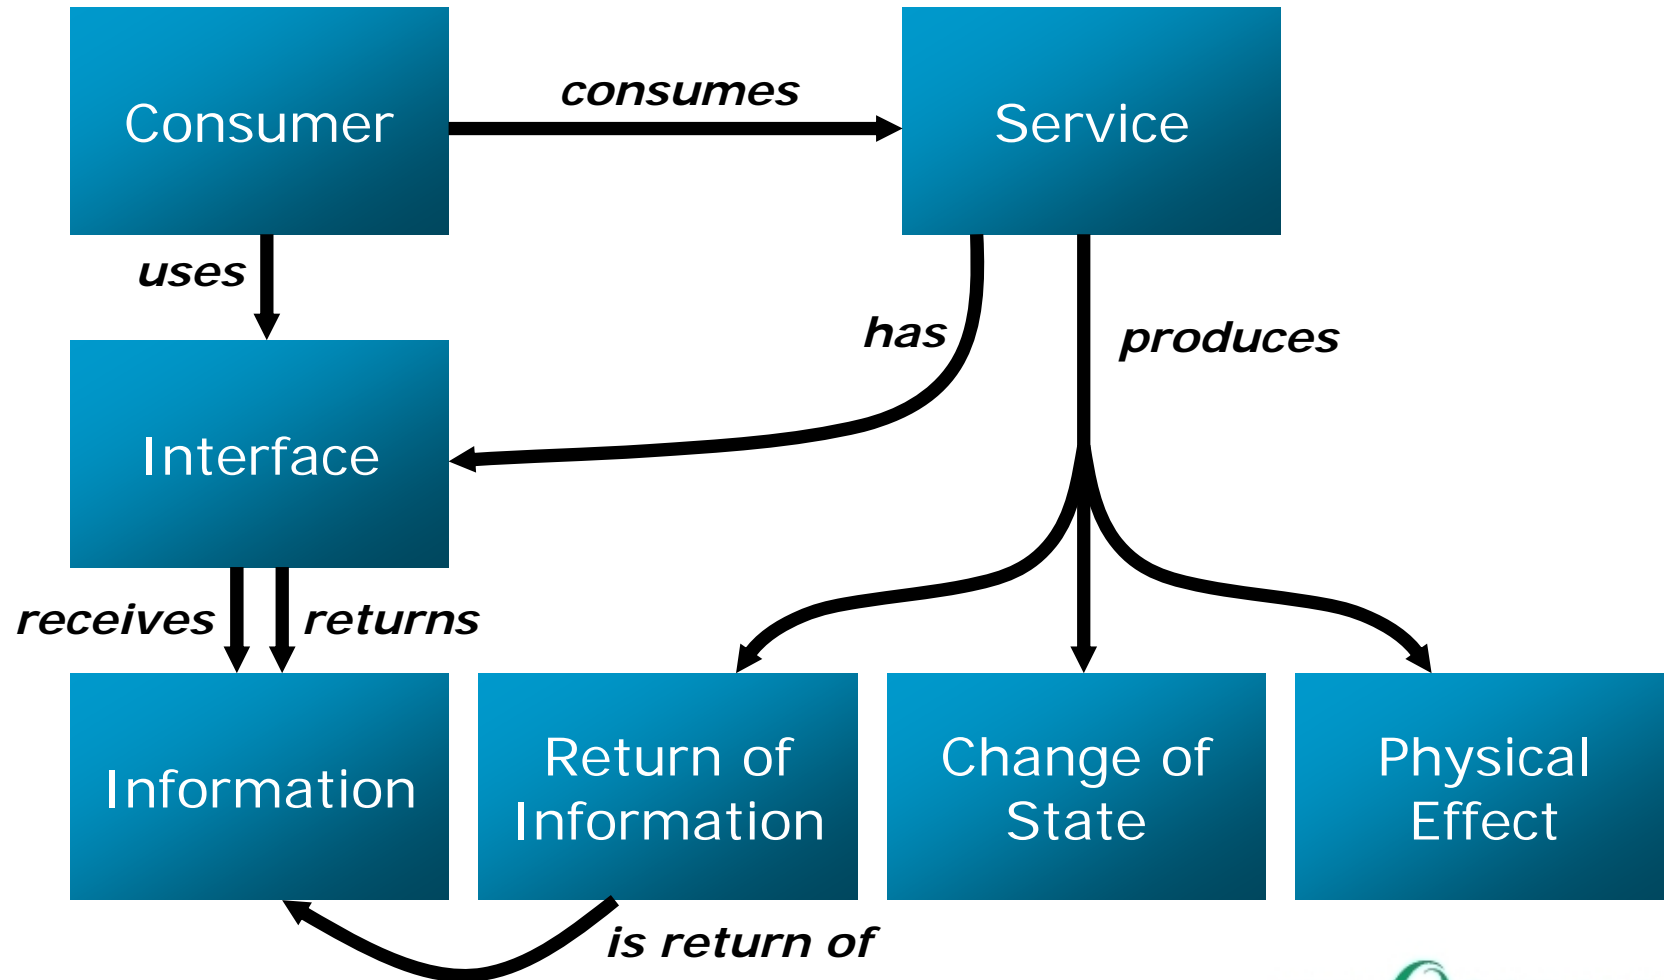 Consumer
consumes
Service
uses
has
produces
Interface
receives
returns
Information
Return of
Information
Change of
State
Physical
Effect
is return of